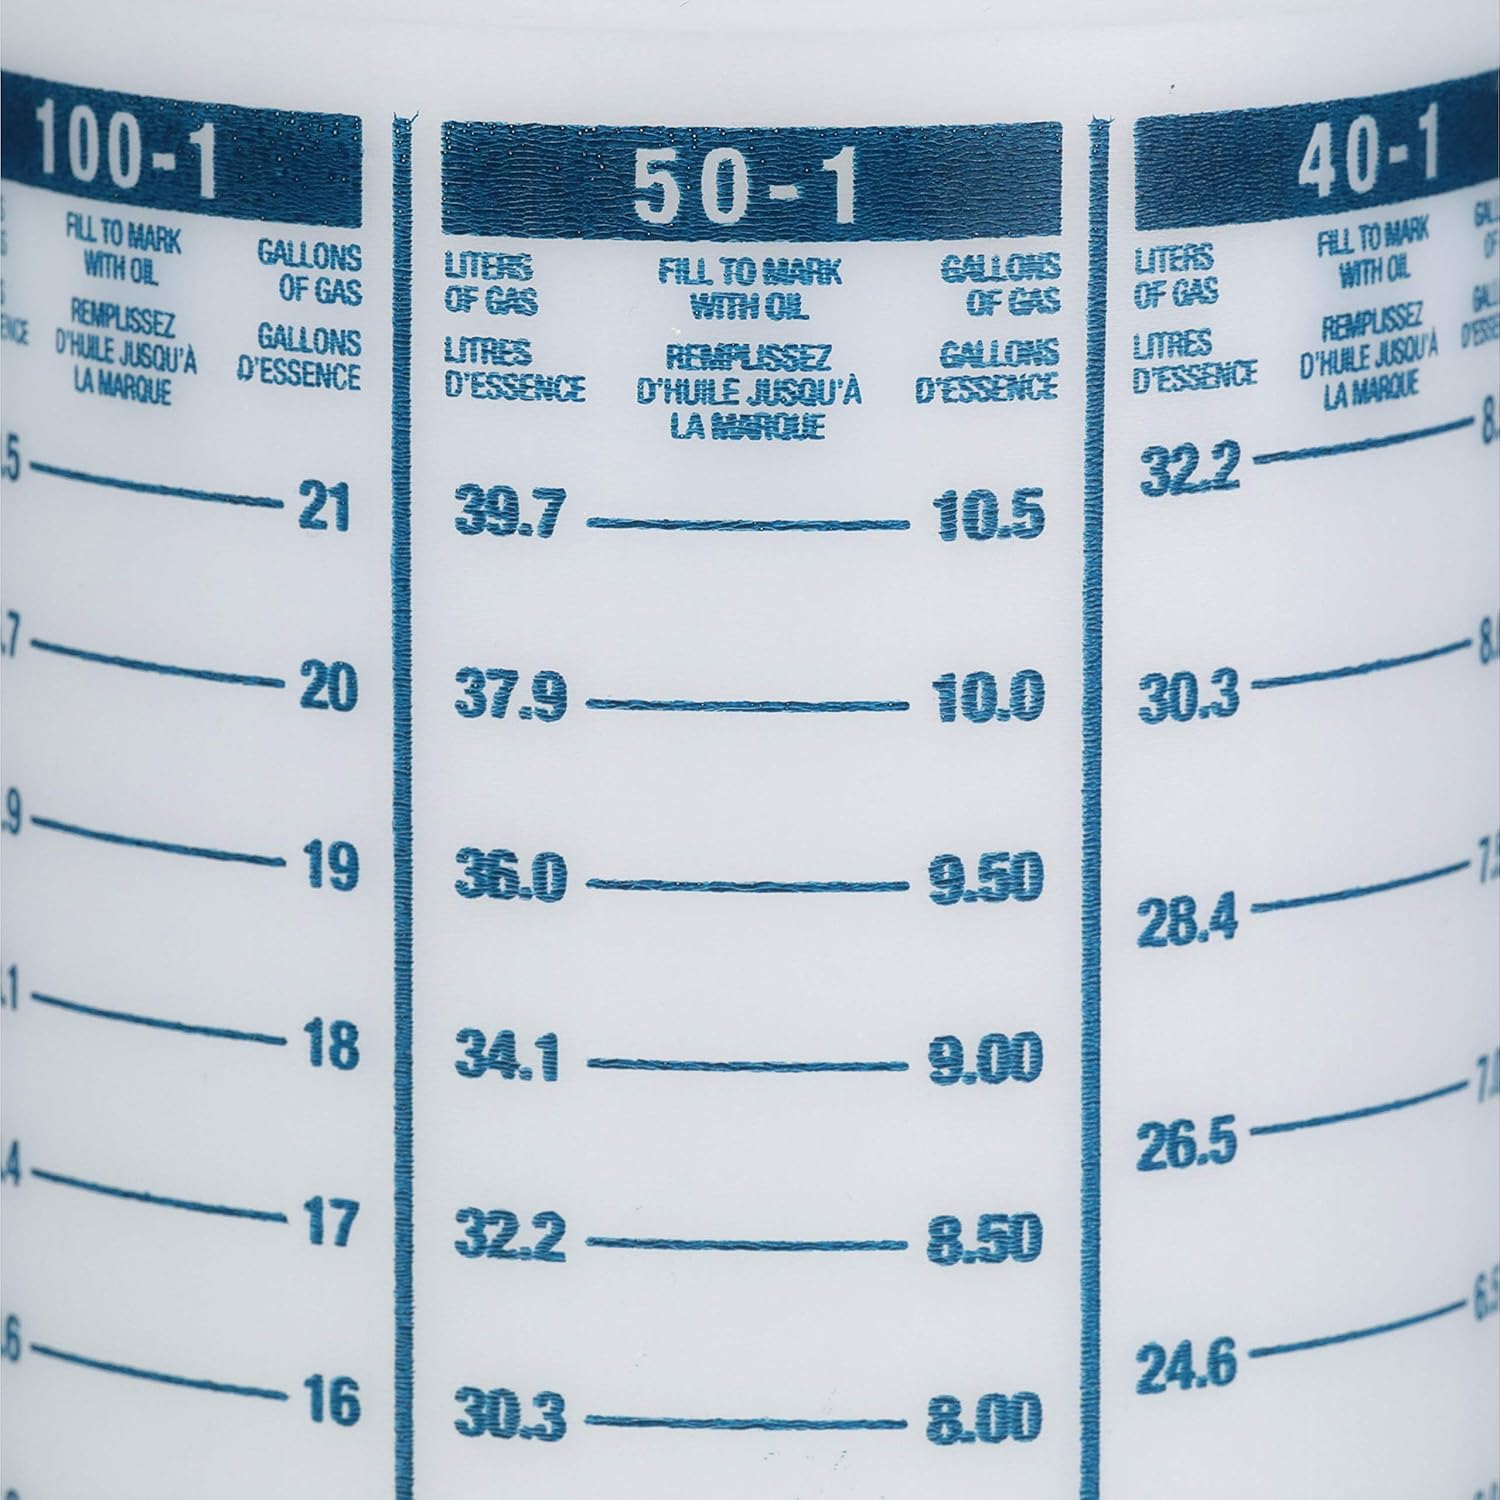 100-1
FILL TO MARK
WITH OIL
REMPLISSEZ
D'HUILE JUSQU'À
LA MARQUE
GALLONS
OF GAS
GALLONS
D'ESSENCE
21
20
19
18
17
16
50-1
LITERS
OF GAS
LITRES
D'ESSENCE
FILL TO MARK
WITH OIL
REMPLISSEZ
D'HUILE JUSQU'À
LA MARQUE
GALLONS
OF GAS
GALLONS
D'ESSENCE
39.7 10.5
37.9 10.0
36.0 9.50
34.1 9.00
32.2 8.50
30.3 8.00
40-1
LITERS
OF GAS
LITRES
D'ESSENCE
FILL TO MARK
WITH OIL
REMPLISSEZ
D'HUILE JUSQU'À
LA MARQUE
32.2
30.3
28.4
26.5
24.6